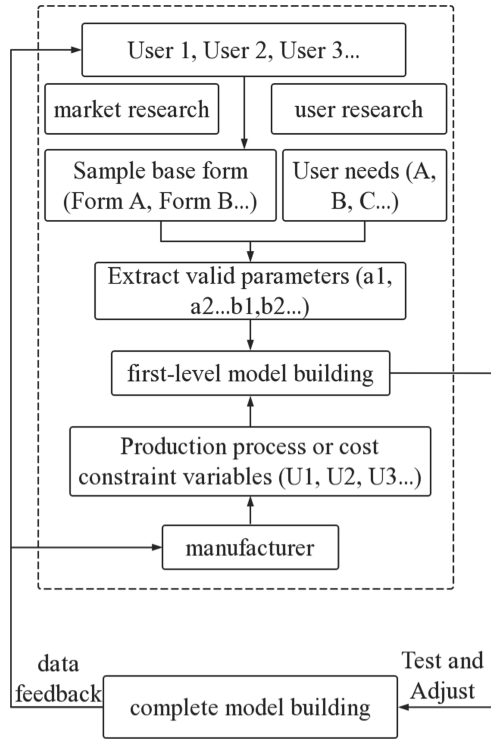 User 1, User 2, User 3...
market research
user research
Sample base form
(Form A, Form B...)
User needs (A,
B, C...)
Extract valid parameters (a1,
a2...b1,b2...)
first-level model building
Production process or cost
constraint variables (U1, U2, U3...)
manufacturer
data
feedback
Test and
Adjust
complete model building